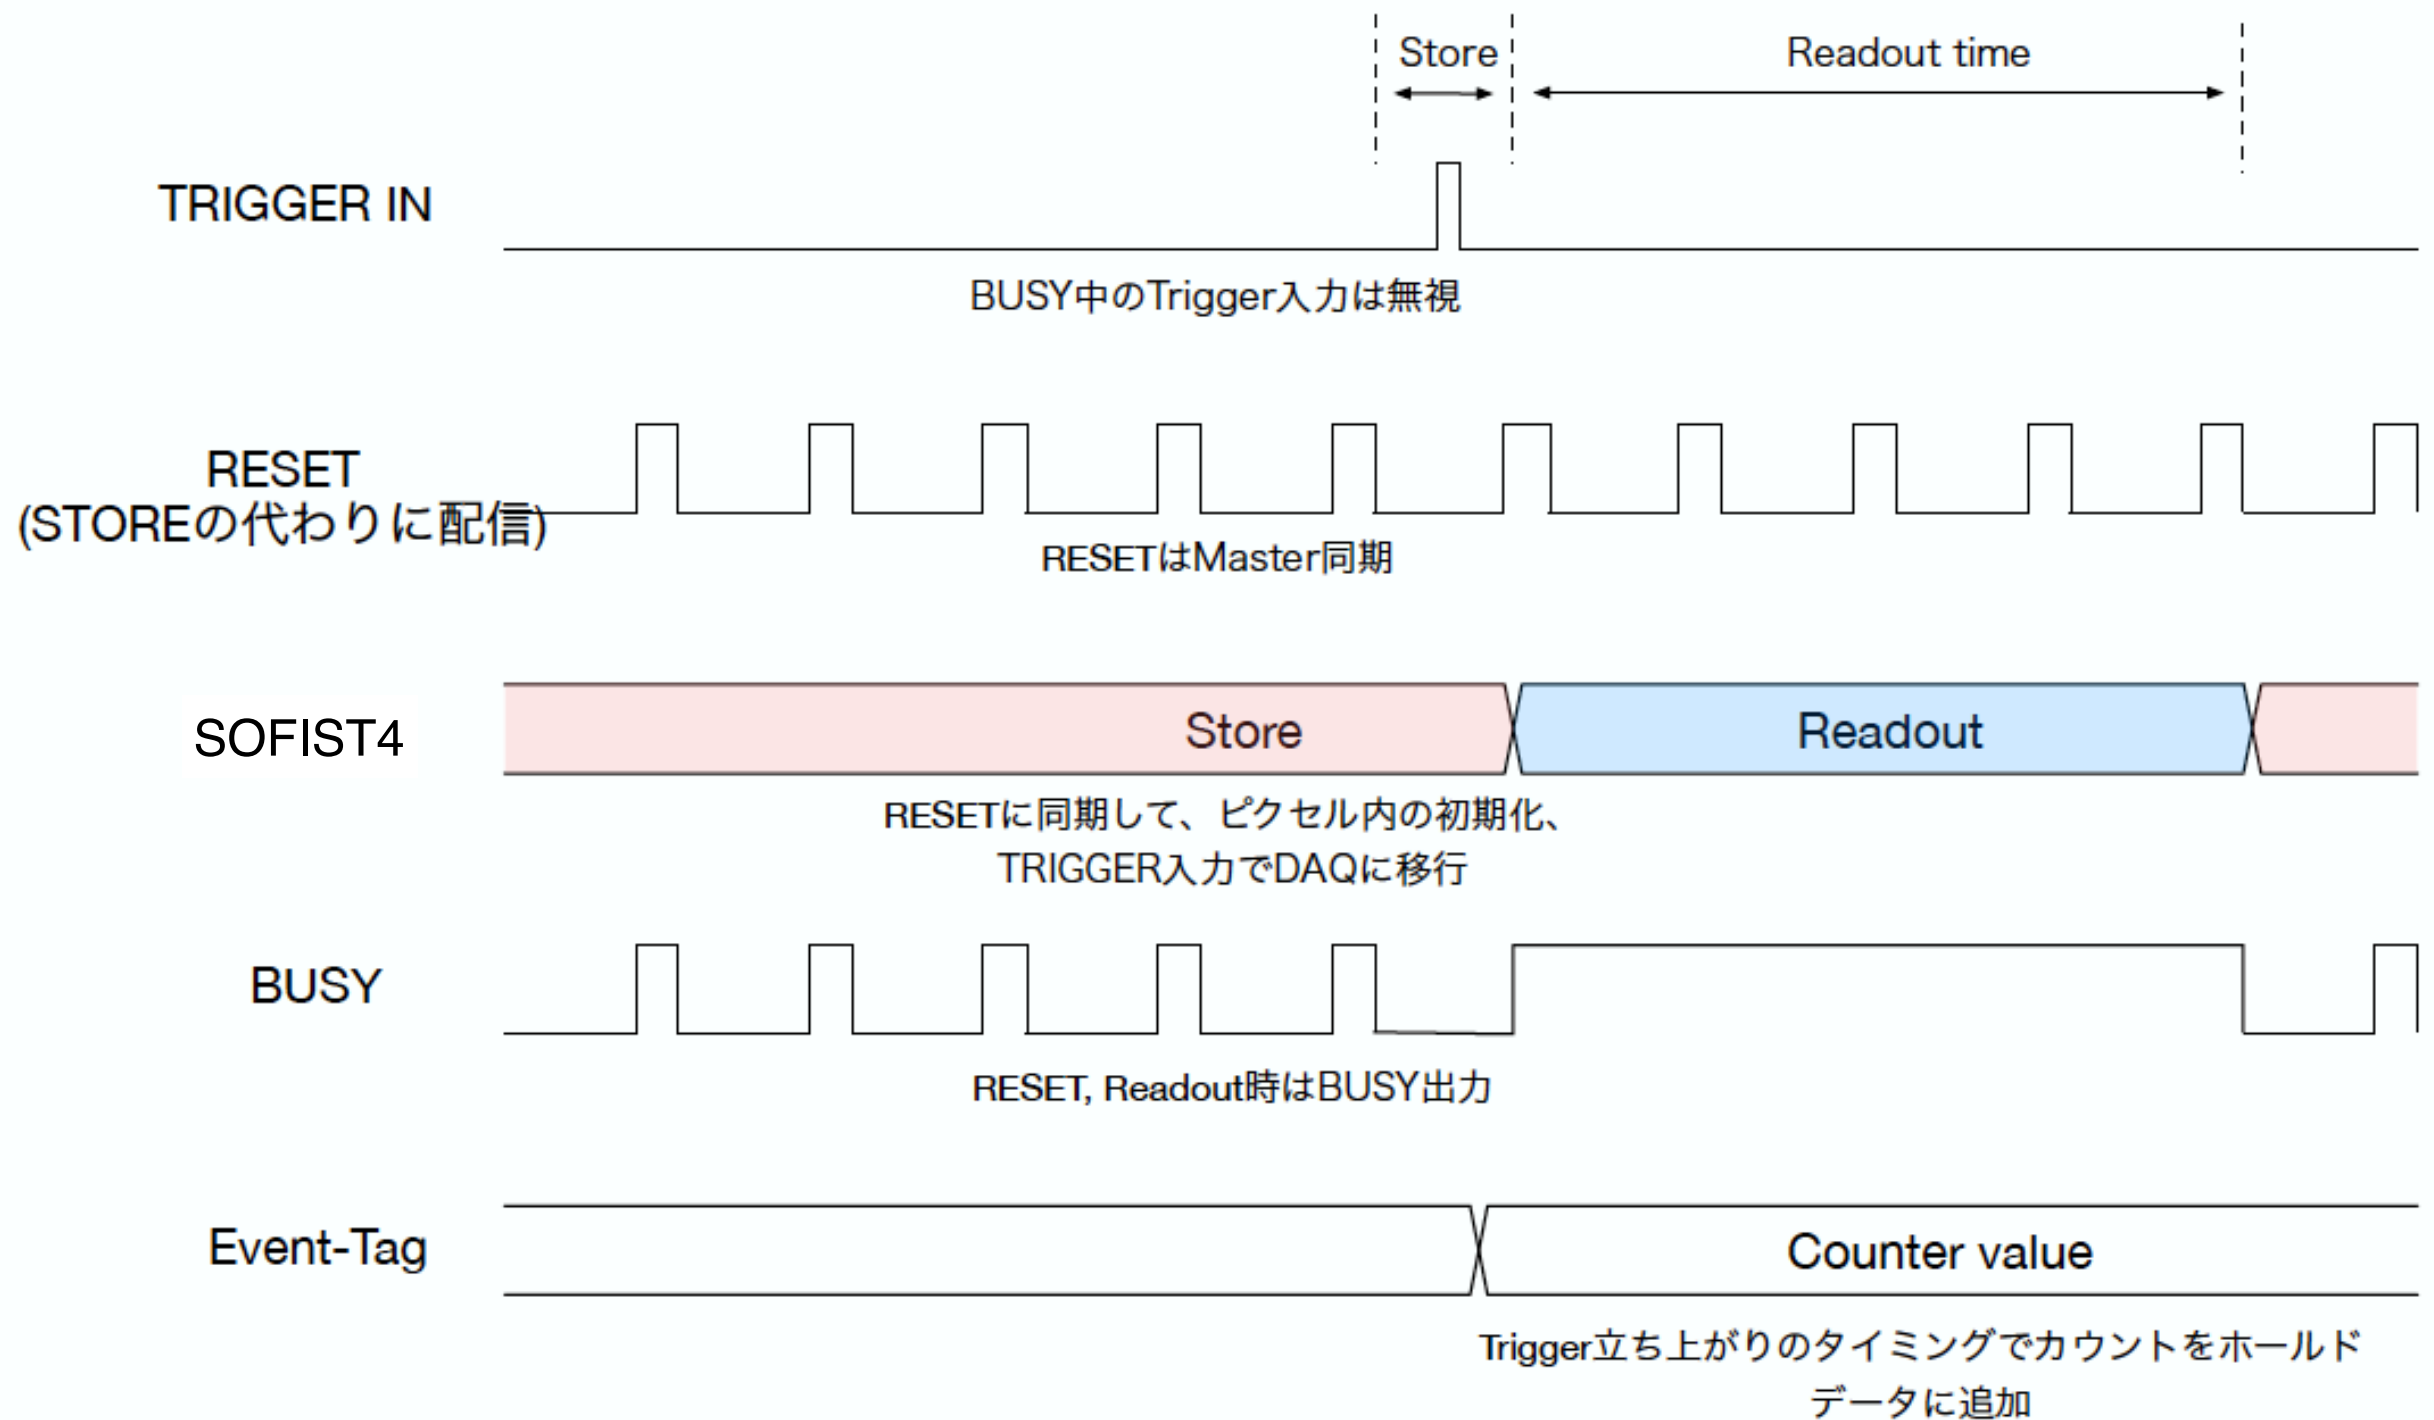 Store
Readout time
TRIGGER IN
BUSY中のTrigger入力は無視
RESET
(STOREの代わりに配信)
RESETはMaster同期
SOFIST4
Store
Readout
RESETに同期して、ピクセル内の初期化、
TRIGGER入力でDAQに移行
BUSY
RESET, Readout時はBUSY出力
Event-Tag
Counter value
Trigger立ち上がりのタイミングでカウントをホールド
データに追加